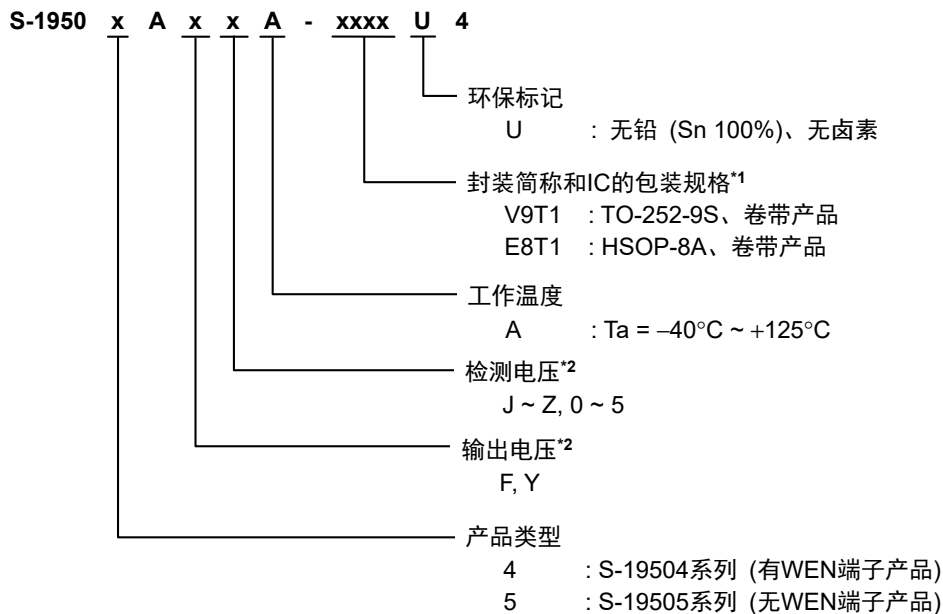 S-1950 x A x x A - xxxx U 4
环保标记
U : 无铅 (Sn 100%)、无卤素
封装简称和IC的包装规格*1
V9T1 : TO-252-9S、卷带产品
E8T1 : HSOP-8A、卷带产品
工作温度
A : Ta = −40°C ~ +125°C
检测电压*2
J ~ Z, 0 ~ 5
输出电压*2
F, Y
产品类型
4 : S-19504系列 (有WEN端子产品)
5 : S-19505系列 (无WEN端子产品)